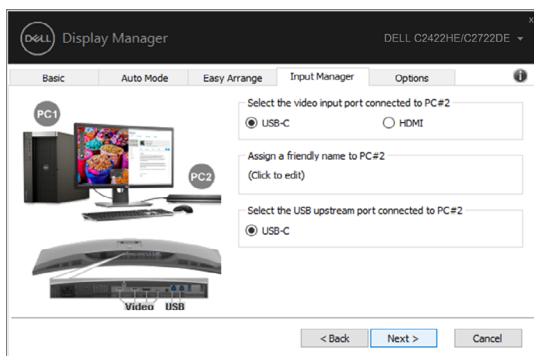 x
DELL Display Manager DELL C2422HE/C2722DE
Basic Auto Mode Easy Arrange Input Manager Options i
Select the video input port connected to PC#2
USB-C HDMI
Assign a friendly name to PC#2
(Click to edit)
Select the USB upstream port connected to PC#2
USB-C
PC1
PC2
Video USB
< Back Next > Cancel